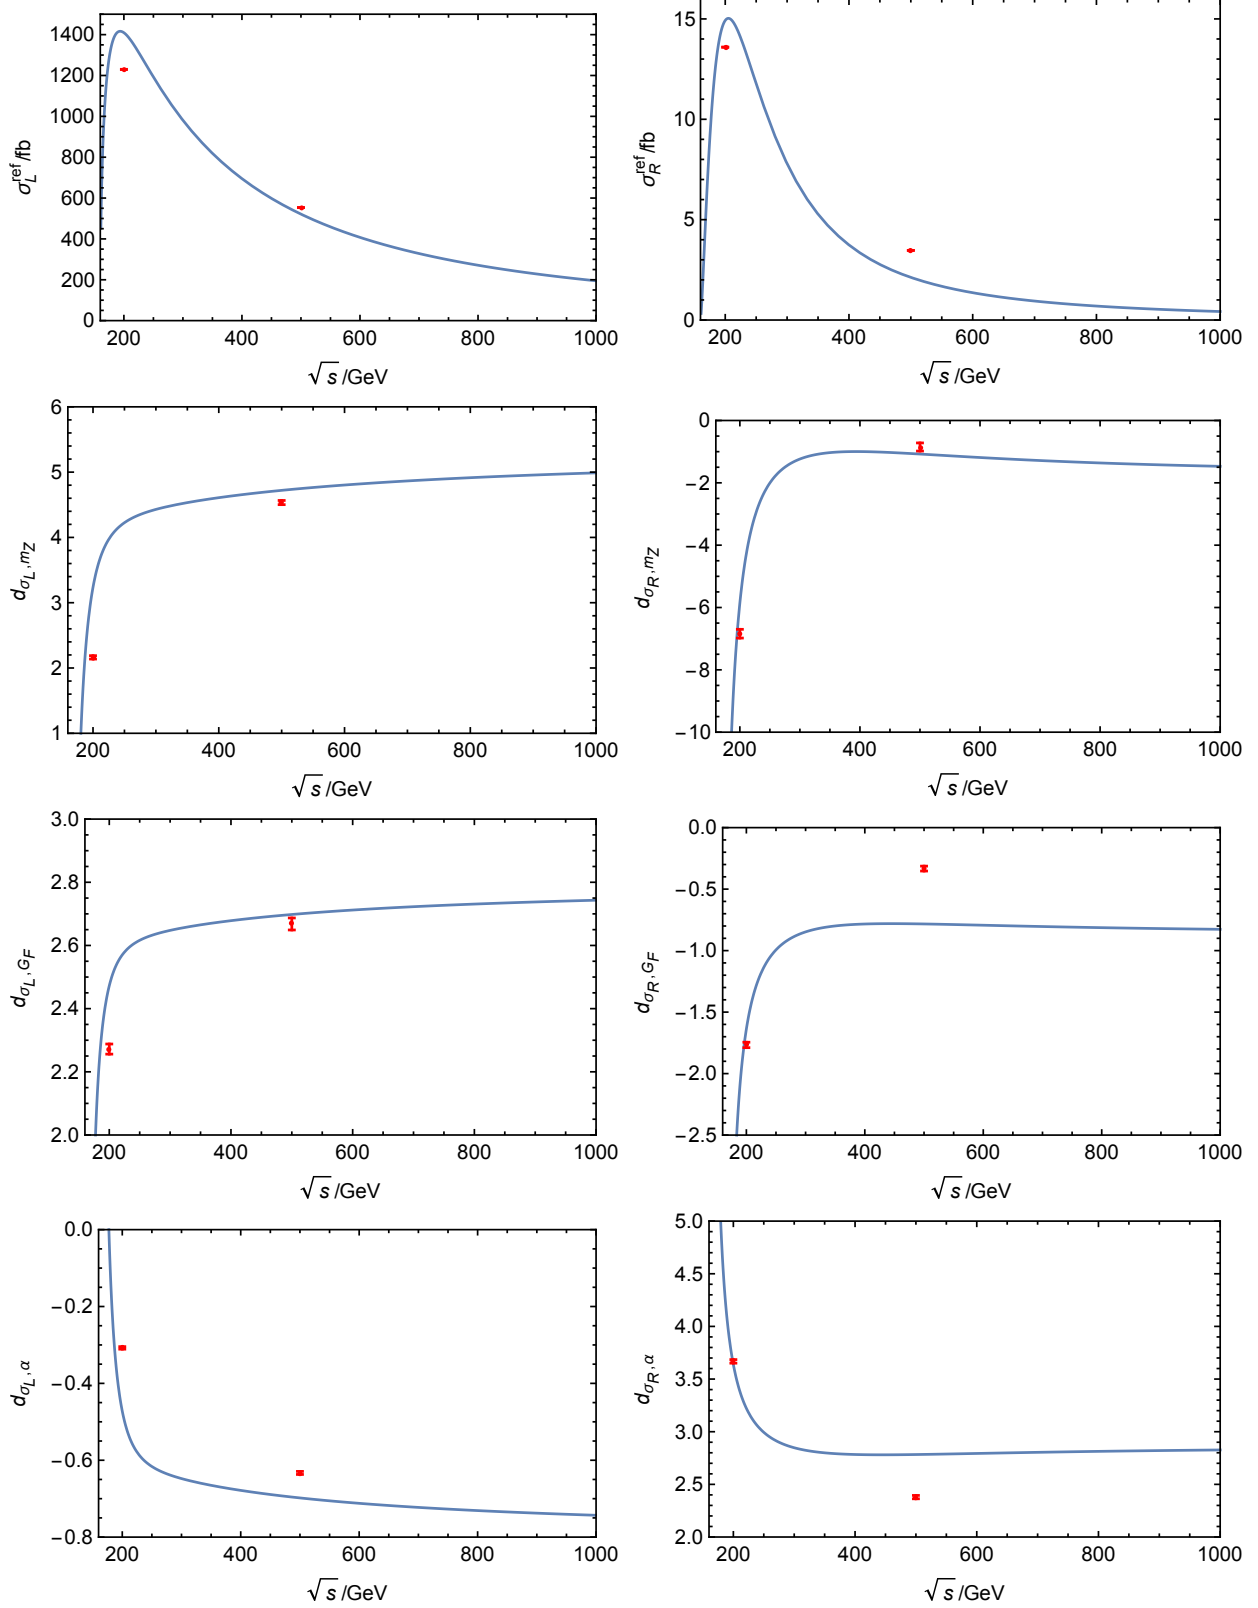 σ_L^ref/fb
1400
1200
1000
800
600
400
200
0
200 400 600 800 1000
√s/GeV
σ_R^ref/fb
15
10
5
0
200 400 600 800 1000
√s/GeV
d_{σ_L, m_Z}
6
5
4
3
2
1
200 400 600 800 1000
√s/GeV
d_{σ_R, m_Z}
0
−2
−4
−6
−8
−10
200 400 600 800 1000
√s/GeV
d_{σ_L, G_F}
3.0
2.8
2.6
2.4
2.2
2.0
200 400 600 800 1000
√s/GeV
d_{σ_R, G_F}
0.0
−0.5
−1.0
−1.5
−2.0
−2.5
200 400 600 800 1000
√s/GeV
d_{σ_L, α}
0.0
−0.2
−0.4
−0.6
−0.8
200 400 600 800 1000
√s/GeV
d_{σ_R, α}
5.0
4.5
4.0
3.5
3.0
2.5
2.0
200 400 600 800 1000
√s/GeV